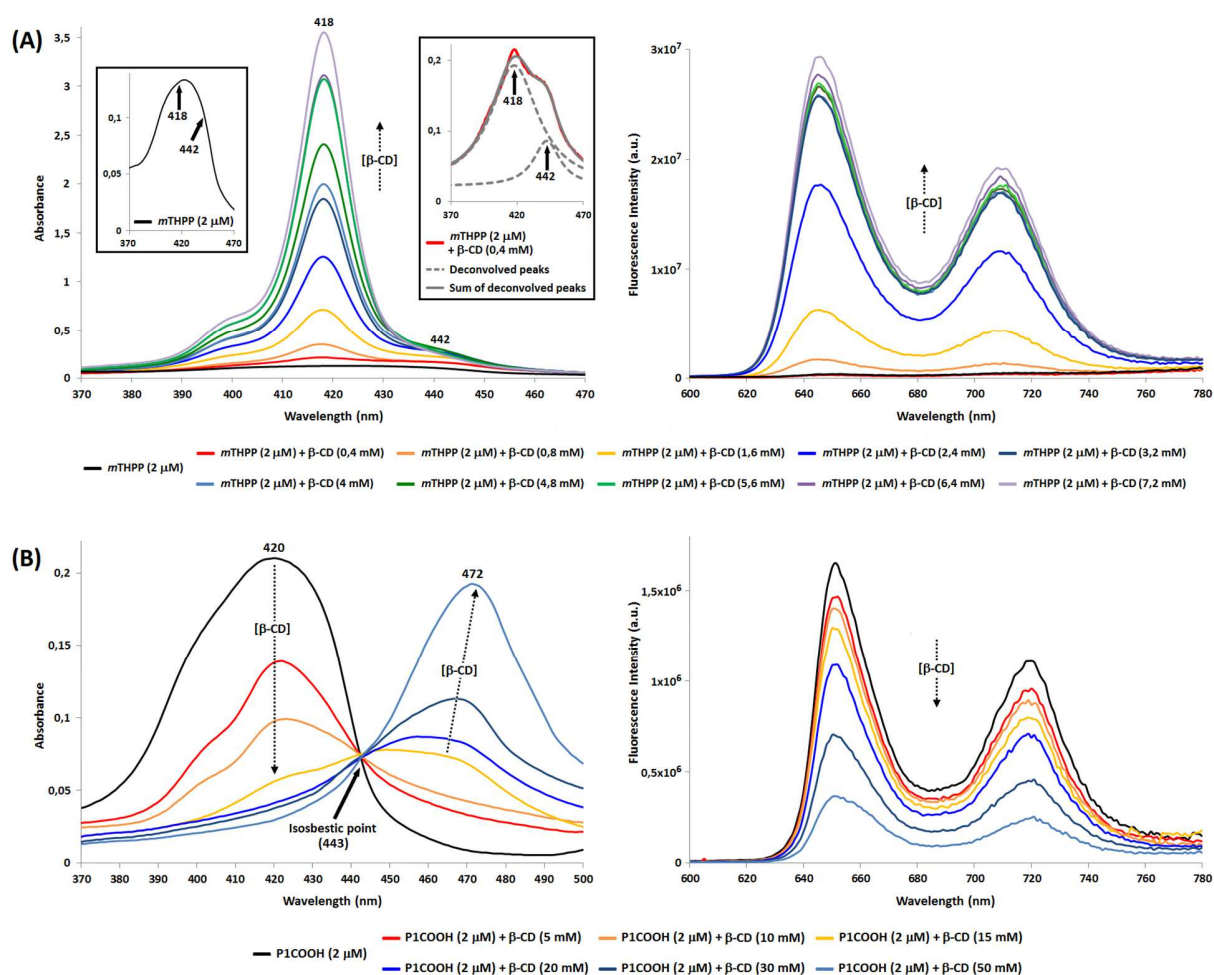 (A)
Absorbance
3,5
3
2,5
2
1,5
1
0,5
0
370 380 390 400 410 420 430 440 450 460 470
Wavelength (nm)
418
[β-CD]
442
0,1
0,05
0
418
442
370 420 470
mTHPP (2 µM)
0,2
0,1
0
418
442
370 420 470
mTHPP (2 µM)
+ β-CD (0,4 mM)
Deconvolved peaks
Sum of deconvolved peaks
Fluorescence Intensity (a.u.)
3x10⁷
2x10⁷
1x10⁷
0
[β-CD]
600 620 640 660 680 700 720 740 760 780
Wavelength (nm)
mTHPP (2 µM)
mTHPP (2 µM) + β-CD (0,4 mM) mTHPP (2 µM) + β-CD (0,8 mM) mTHPP (2 µM) + β-CD (1,6 mM) mTHPP (2 µM) + β-CD (2,4 mM) mTHPP (2 µM) + β-CD (3,2 mM)
mTHPP (2 µM) + β-CD (4 mM) mTHPP (2 µM) + β-CD (4,8 mM) mTHPP (2 µM) + β-CD (5,6 mM) mTHPP (2 µM) + β-CD (6,4 mM) mTHPP (2 µM) + β-CD (7,2 mM)
(B)
Absorbance
0,2
0,15
0,1
0,05
0
420
472
[β-CD]
[β-CD]
Isosbestic point
(443)
370 380 390 400 410 420 430 440 450 460 470 480 490 500
Wavelength (nm)
Fluorescence Intensity (a.u.)
1,5x10⁶
1x10⁶
0,5x10⁶
0
[β-CD]
600 620 640 660 680 700 720 740 760 780
Wavelength (nm)
P1COOH (2 µM)
P1COOH (2 µM) + β-CD (5 mM) P1COOH (2 µM) + β-CD (10 mM) P1COOH (2 µM) + β-CD (15 mM)
P1COOH (2 µM) + β-CD (20 mM) P1COOH (2 µM) + β-CD (30 mM) P1COOH (2 µM) + β-CD (50 mM)